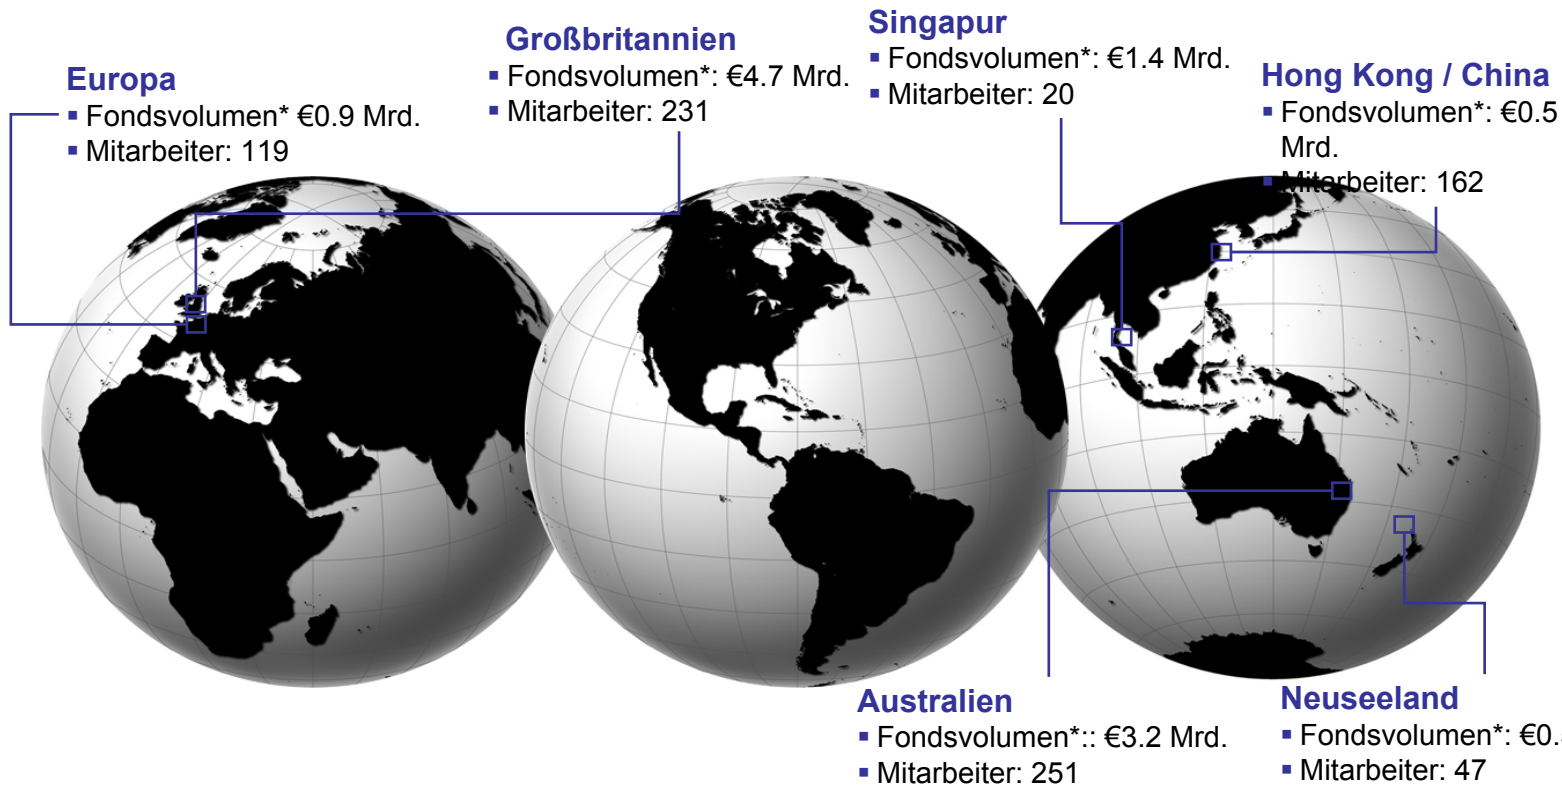 Europa
▪ Fondsvolumen* €0.9 Mrd.
▪ Mitarbeiter: 119
Großbritannien
▪ Fondsvolumen*: €4.7 Mrd.
▪ Mitarbeiter: 231
Singapur
▪ Fondsvolumen*: €1.4 Mrd.
▪ Mitarbeiter: 20
Hong Kong / China
▪ Fondsvolumen*: €0.5
Mrd.
▪ Mitarbeiter: 162
Australien
▪ Fondsvolumen*:: €3.2 Mrd.
▪ Mitarbeiter: 251
Neuseeland
▪ Fondsvolumen*: €0.
▪ Mitarbeiter: 47